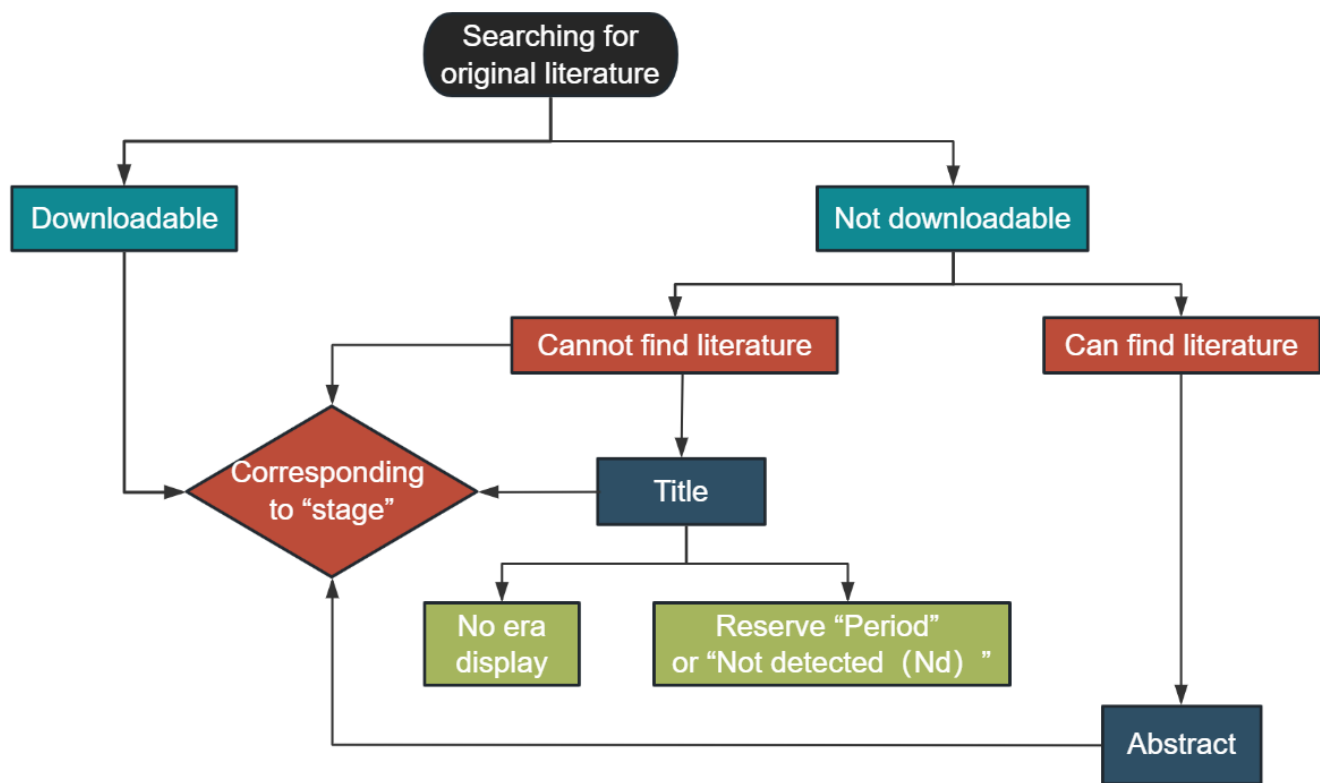 Searching for
original literature
Downloadable
Not downloadable
Cannot find literature
Can find literature
Corresponding
to “stage”
Title
No era
display
Reserve “Period”
or “Not detected（Nd）”
Abstract